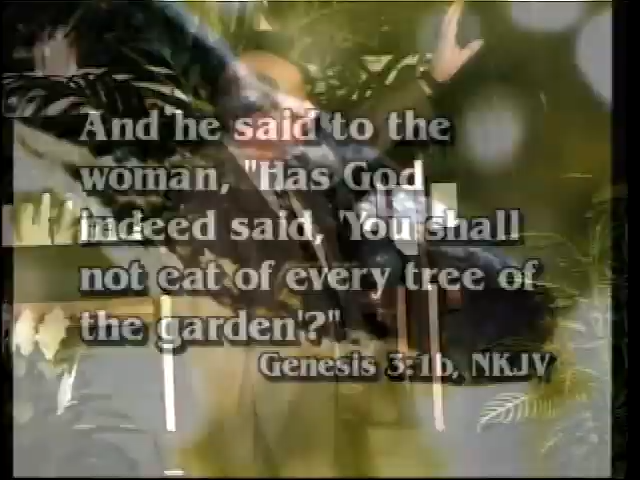 And he said to the
woman, "Has God
indeed said, 'You shall
not eat of every tree of
the garden'?"
Genesis 3:1b, NKJV